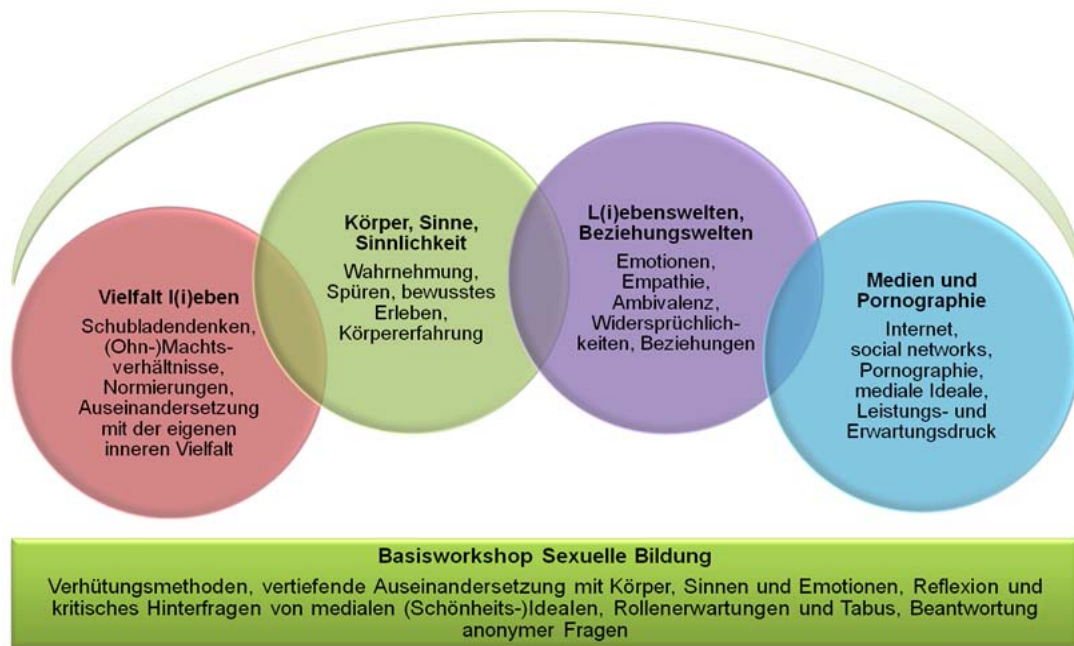 Vielfalt l(i)eben
Schubladendenken,
(Ohn-)Machts-
verhältnisse,
Normierungen,
Auseinandersetzung
mit der eigenen
inneren Vielfalt
Körper, Sinne,
Sinnlichkeit
Wahrnehmung,
Spüren, bewusstes
Erleben,
Körpererfahrung
L(i)ebenswelten,
Beziehungswelten
Emotionen,
Empathie,
Ambivalenz,
Widersprüchlich-
keiten, Beziehungen
Medien und
Pornographie
Internet,
social networks,
Pornographie,
mediale Ideale,
Leistungs- und
Erwartungsdruck
Basisworkshop Sexuelle Bildung
Verhütungsmethoden, vertiefende Auseinandersetzung mit Körper, Sinnen und Emotionen, Reflexion und
kritisches Hinterfragen von medialen (Schönheits-)Idealen, Rollenerwartungen und Tabus, Beantwortung
anonymer Fragen